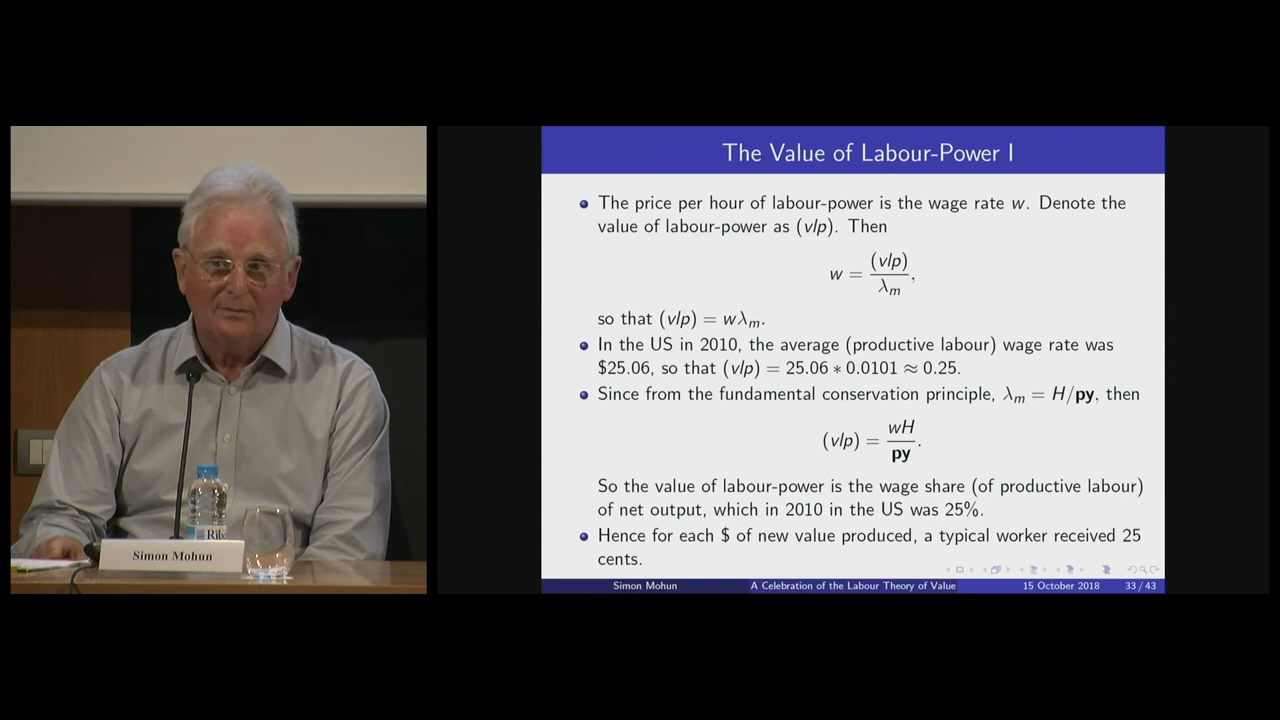 Simon Mohun
The Value of Labour-Power I
The price per hour of labour-power is the wage rate w. Denote the
value of labour-power as (vlp). Then
w = (vlp) / λm,
so that (vlp) = wλm.
In the US in 2010, the average (productive labour) wage rate was
$25.06, so that (vlp) = 25.06 ∗ 0.0101 ≈ 0.25.
Since from the fundamental conservation principle, λm = H/py, then
(vlp) = wH / py.
So the value of labour-power is the wage share (of productive labour)
of net output, which in 2010 in the US was 25%.
Hence for each $ of new value produced, a typical worker received 25
cents.
Simon Mohun A Celebration of the Labour Theory of Value 15 October 2018 33 / 43